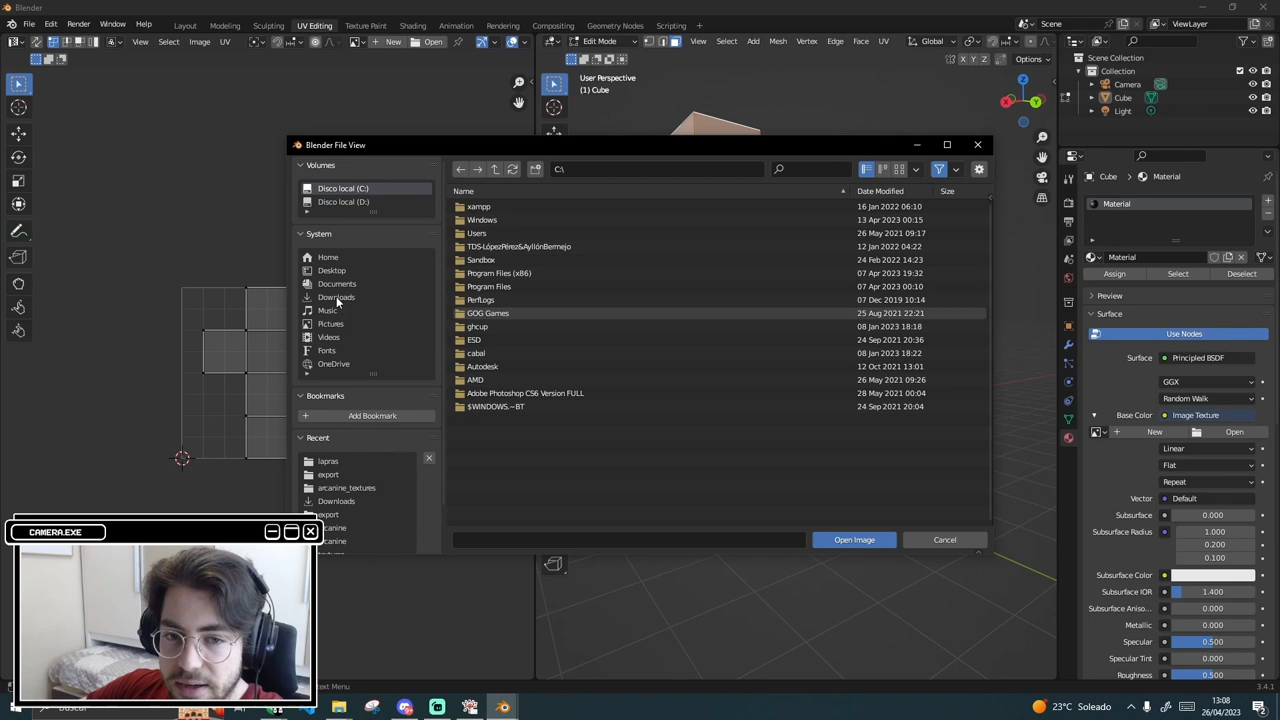 Blender
File Edit Render Window Help
Layout Modeling Sculpting UV Editing Texture Paint Shading Animation Rendering Compositing Geometry Nodes Scripting +
Scene
ViewLayer
View Select Image UV
New
Open
Edit Mode
View Select Add Mesh Vertex Edge Face UV
Global
X Y Z
Options
User Perspective
(1) Cube
Z
X
Y
Scene Collection
Collection
Camera
Cube
Light
Blender File View
Volumes
Disco local (C:)
Disco local (D:)
System
Home
Desktop
Documents
Downloads
Music
Pictures
Videos
Fonts
OneDrive
Bookmarks
Add Bookmark
Recent
lapras
export
arcanine_textures
Downloads
export
C:\
Name Date Modified Size
xampp 16 Jan 2022 06:10
Windows 13 Apr 2023 00:15
Users 26 May 2021 09:17
TDS-LópezPérez&AyllónBermejo 12 Jan 2022 04:22
Sandbox 24 Feb 2022 14:23
Program Files (x86) 07 Apr 2023 19:32
Program Files 07 Apr 2023 00:10
PerfLogs 07 Dec 2019 10:14
GOG Games 25 Aug 2021 22:21
ghcup 08 Jan 2023 18:18
ESD 24 Sep 2021 20:36
cabal 08 Jan 2023 18:22
Autodesk 12 Oct 2021 13:01
AMD 26 May 2021 09:26
Adobe Photoshop CS6 Version FULL 28 May 2021 00:04
$WINDOWS.~BT 24 Sep 2021 20:04
Open Image
Cancel
Cube > Material
Material
Material
Assign
Select
Deselect
Preview
Surface
Use Nodes
Surface Principled BSDF
GGX
Random Walk
Base Color Image Texture
New
Open
Linear
Flat
Repeat
Vector Default
Subsurface 0.000
Subsurface Radius 1.000
0.200
0.100
Subsurface Color
Subsurface IOR 1.400
Subsurface Aniso... 0.000
Metallic 0.000
Specular 0.500
Specular Tint 0.000
Roughness 0.500
CAMERA.EXE
3.4.1
23°C Soleado
13:08
06/04/2023
2